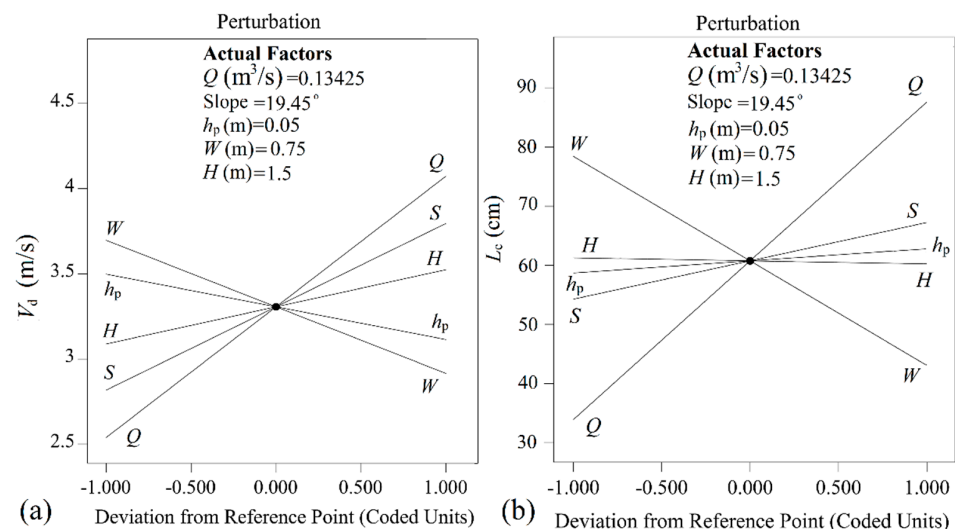 Perturbation
Actual Factors
Q (m³/s) =0.13425
Slope =19.45°
hp (m)=0.05
W (m)=0.75
H (m)=1.5
4.5
4
3.5
3
2.5
Vd (m/s)
W
hp
H
S
Q
Q
S
H
hp
W
-1.000
-0.500
0.000
0.500
1.000
(a)
Deviation from Reference Point (Coded Units)
Perturbation
Actual Factors
Q (m³/s) =0.13425
Slope =19.45°
hp (m)=0.05
W (m)=0.75
H (m)=1.5
90
80
70
60
50
40
30
Lc (cm)
W
H
hp
S
Q
Q
S
hp
H
W
-1.000
-0.500
0.000
0.500
1.000
(b)
Deviation from Reference Point (Coded Units)